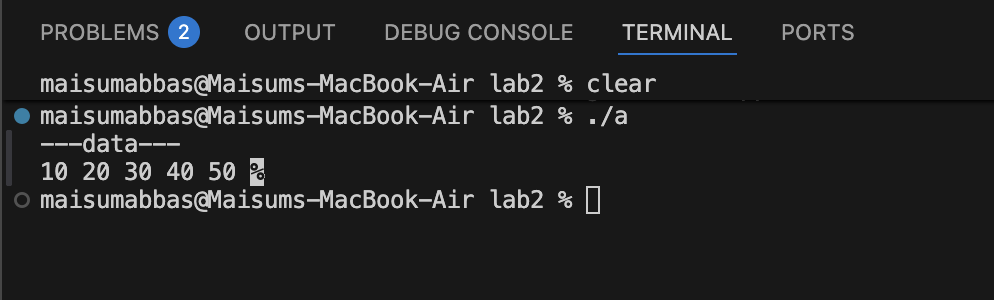 PROBLEMS 2 OUTPUT DEBUG CONSOLE TERMINAL PORTS
maisumabbas@Maisums-MacBook-Air lab2 % clear
maisumabbas@Maisums-MacBook-Air lab2 % ./a
---data---
10 20 30 40 50 %
maisumabbas@Maisums-MacBook-Air lab2 %